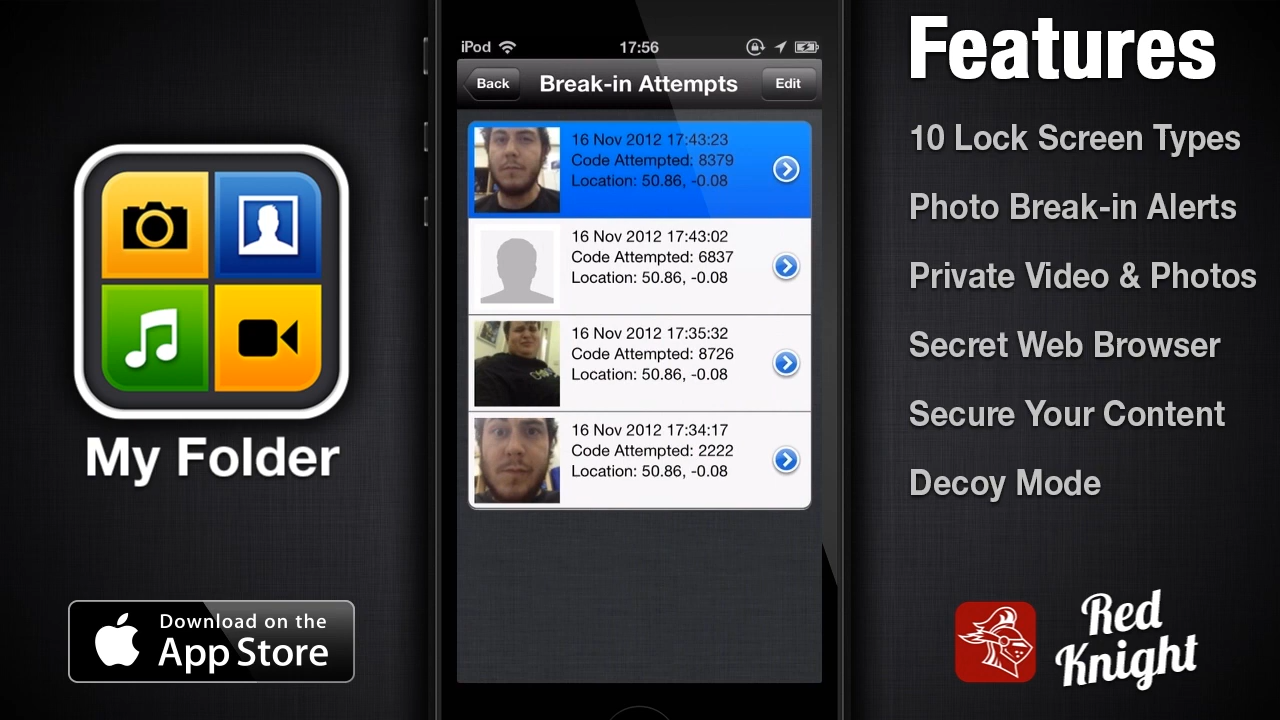 My Folder
Download on the
App Store
iPod
17:56
Back
Break-in Attempts
Edit
16 Nov 2012 17:43:23
Code Attempted: 8379
Location: 50.86, -0.08
16 Nov 2012 17:43:02
Code Attempted: 6837
Location: 50.86, -0.08
16 Nov 2012 17:35:32
Code Attempted: 8726
Location: 50.86, -0.08
16 Nov 2012 17:34:17
Code Attempted: 2222
Location: 50.86, -0.08
Features
10 Lock Screen Types
Photo Break-in Alerts
Private Video & Photos
Secret Web Browser
Secure Your Content
Decoy Mode
Red
Knight